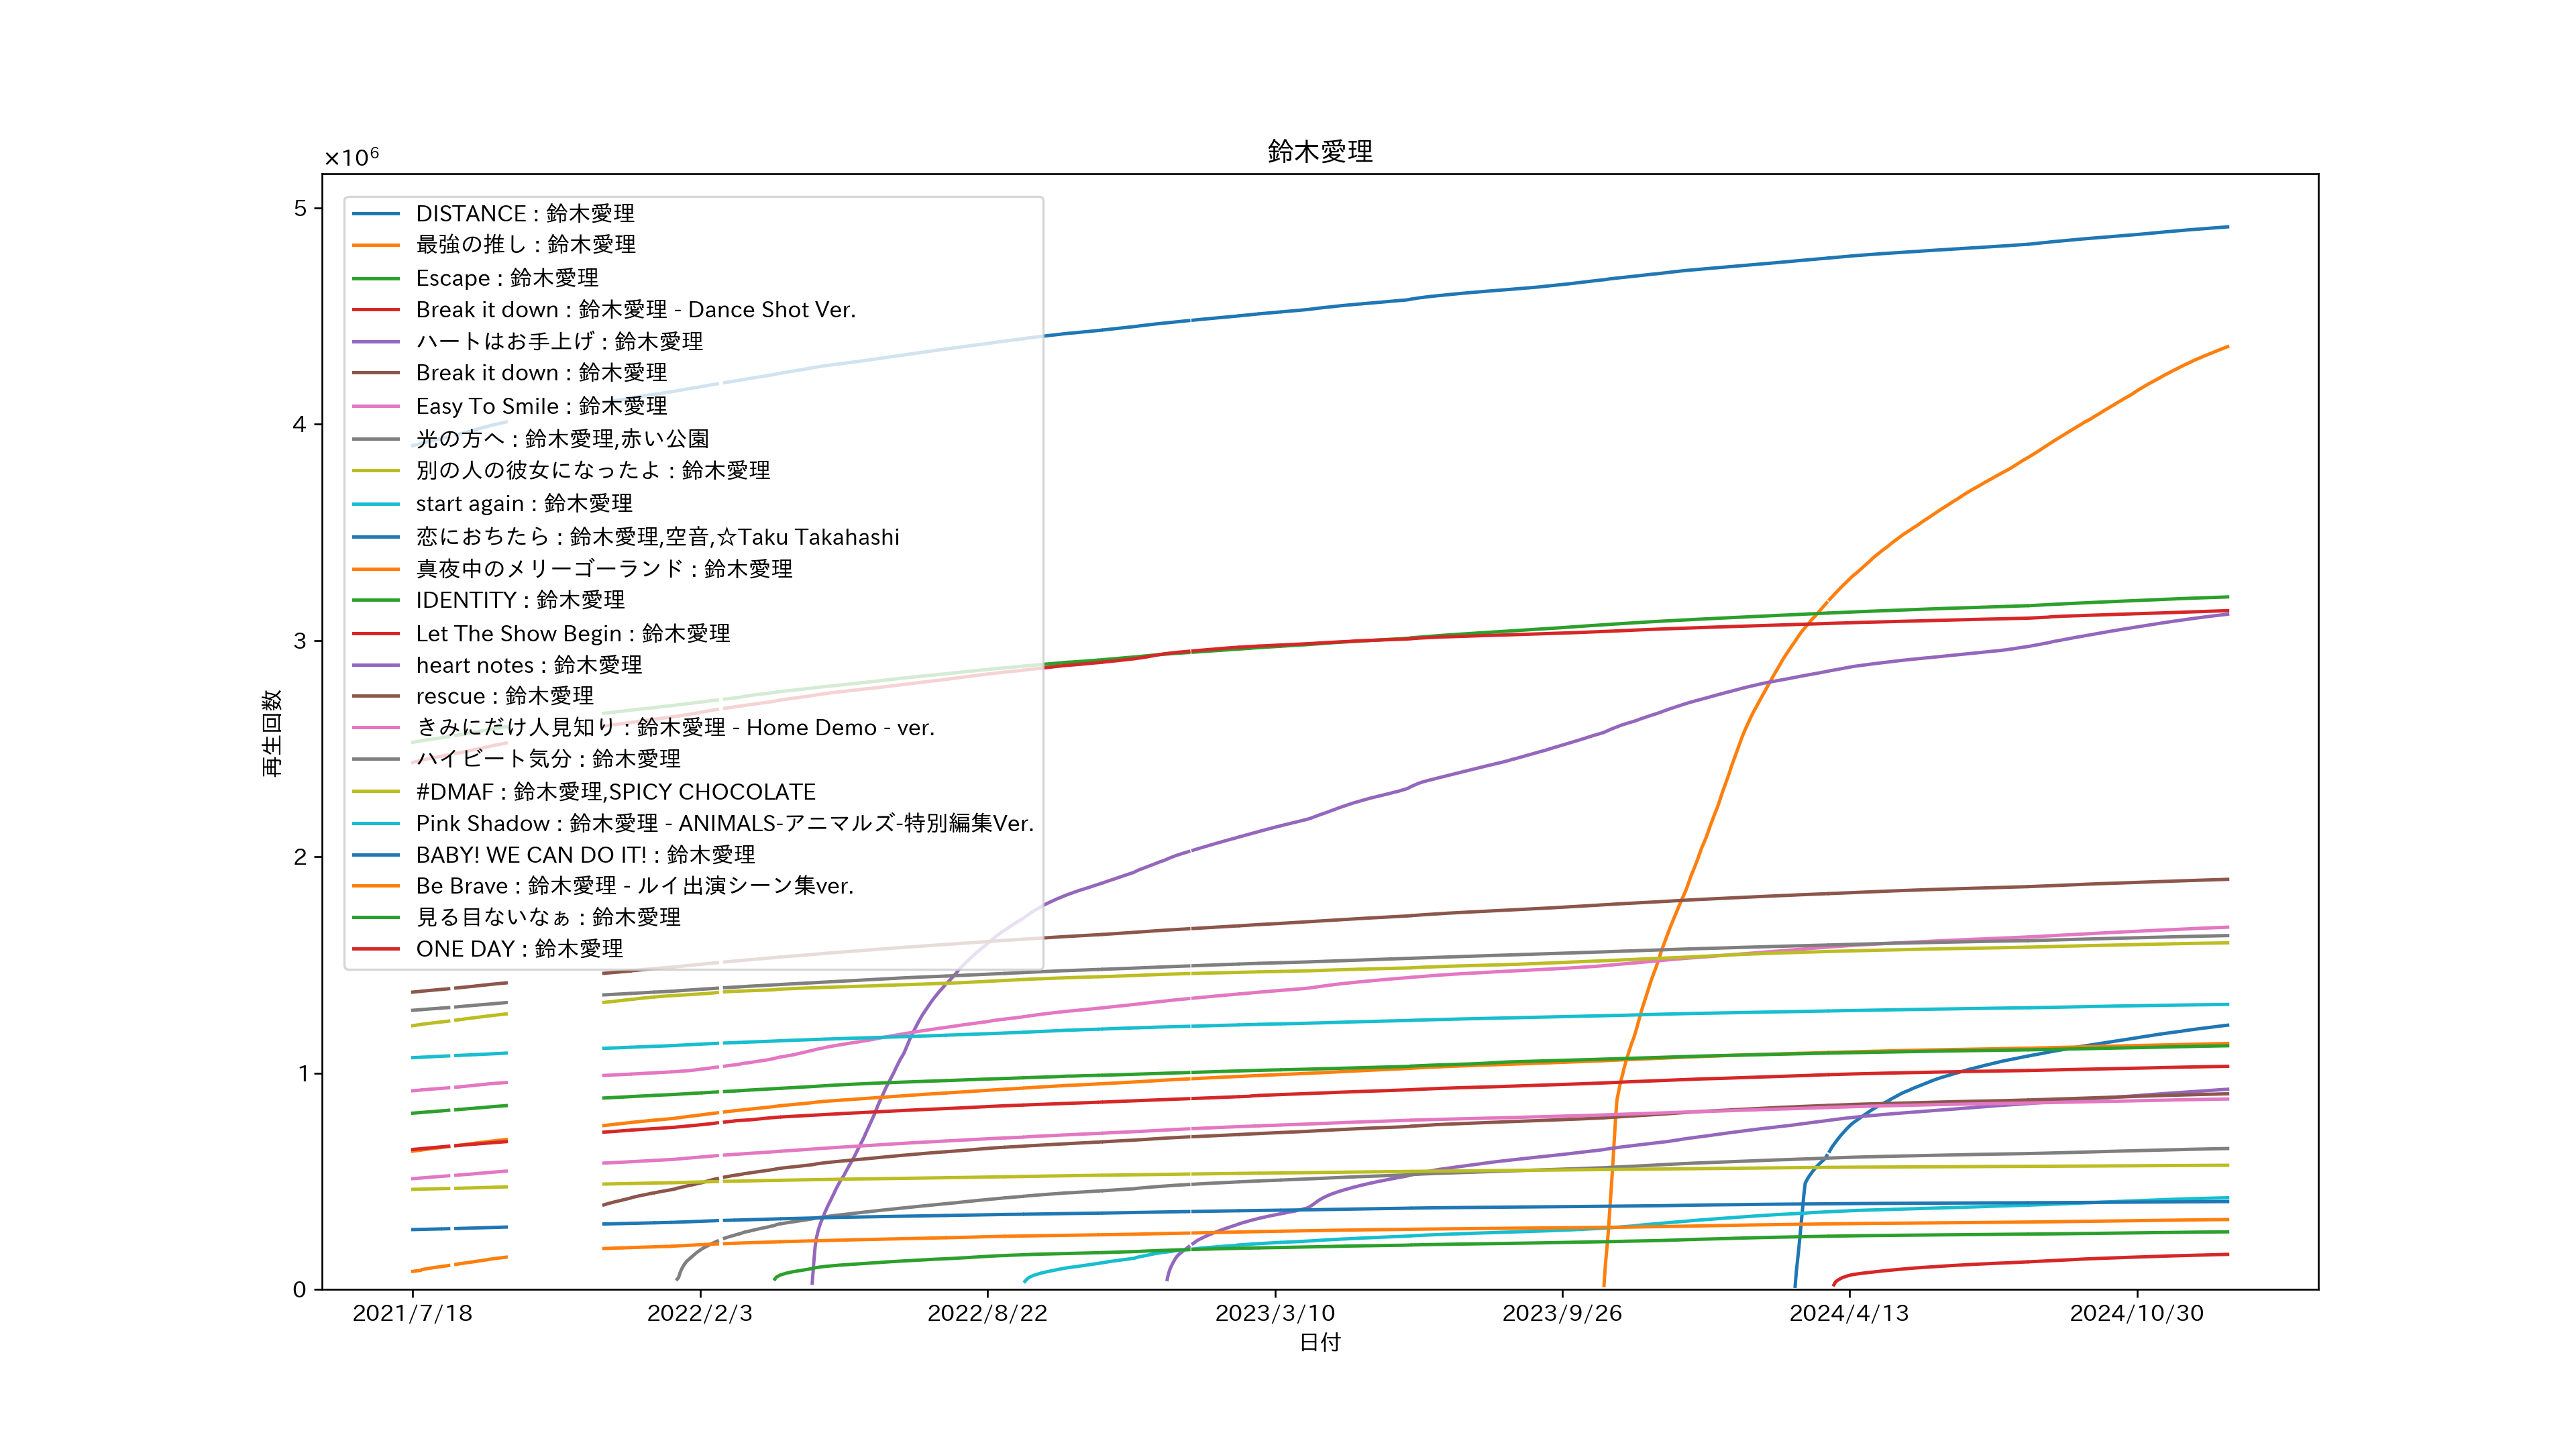 鈴木愛理
×10⁶
5
4
3
2
1
0
再生回数
DISTANCE : 鈴木愛理
最強の推し : 鈴木愛理
Escape : 鈴木愛理
Break it down : 鈴木愛理 - Dance Shot Ver.
ハートはお手上げ : 鈴木愛理
Break it down : 鈴木愛理
Easy To Smile : 鈴木愛理
光の方へ : 鈴木愛理,赤い公園
別の人の彼女になったよ : 鈴木愛理
start again : 鈴木愛理
恋におちたら : 鈴木愛理,空音,☆Taku Takahashi
真夜中のメリーゴーランド : 鈴木愛理
IDENTITY : 鈴木愛理
Let The Show Begin : 鈴木愛理
heart notes : 鈴木愛理
rescue : 鈴木愛理
きみにだけ人見知り : 鈴木愛理 - Home Demo - ver.
ハイビート気分 : 鈴木愛理
#DMAF : 鈴木愛理,SPICY CHOCOLATE
Pink Shadow : 鈴木愛理 - ANIMALS-アニマルズ-特別編集Ver.
BABY! WE CAN DO IT! : 鈴木愛理
Be Brave : 鈴木愛理 - ルイ出演シーン集ver.
見る目ないなぁ : 鈴木愛理
ONE DAY : 鈴木愛理
2021/7/18 2022/2/3 2022/8/22 2023/3/10 2023/9/26 2024/4/13 2024/10/30
日付